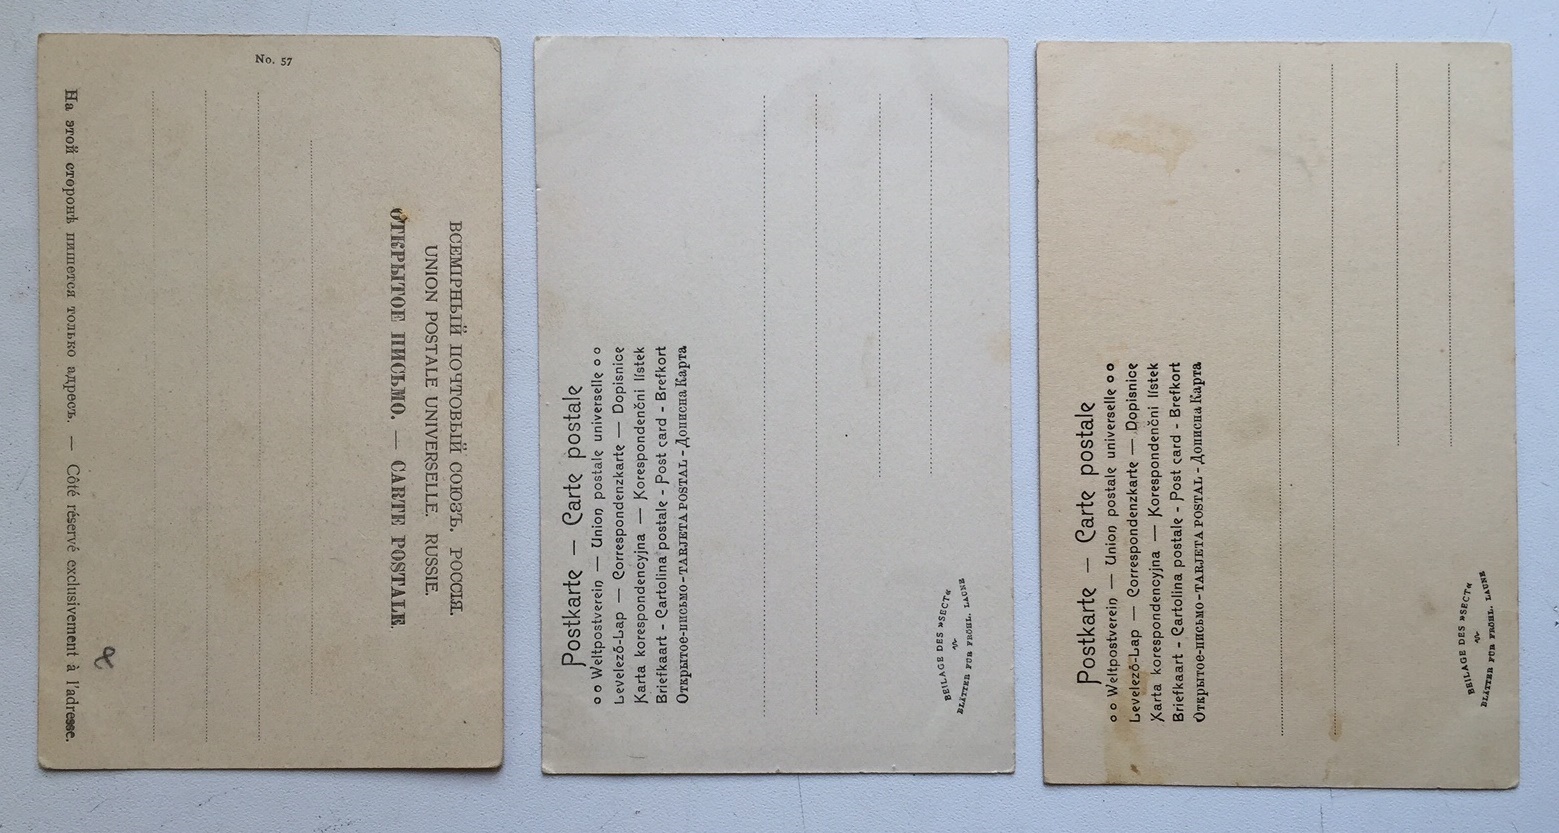 No. 57
ВСЕМІРНЫЙ ПОЧТОВЫЙ СОЮЗЪ. РОССІЯ.
UNION POSTALE UNIVERSELLE. RUSSIE.
ОТКРЫТОЕ ПИСЬМО. — CARTE POSTALE
На этой сторонѣ пишется только адресъ. — Côté réservé exclusivement à l'adresse.
8
Postkarte — Carte postale
o o Weltpostverein — Union postale universelle o o
Levelező-Lap — Correspondenzkarte — Dopisnice
Karta korespondencyjna — Korespondenční lístek
Briefkaart - Cartolina postale - Post card - Brefkort
Открытое-письмо - TARJETA POSTAL - Дописна Карта
BEILAGE DES »SECT«
BLÄTTER FÜR FRÖHL. LAUNE
Postkarte — Carte postale
o o Weltpostverein — Union postale universelle o o
Levelező-Lap — Correspondenzkarte — Dopisnice
Karta korespondencyjna — Korespondenční lístek
Briefkaart - Cartolina postale - Post card - Brefkort
Открытое-письмо - TARJETA POSTAL - Дописна Карта
BEILAGE DES »SECT«
BLÄTTER FÜR FRÖHL. LAUNE